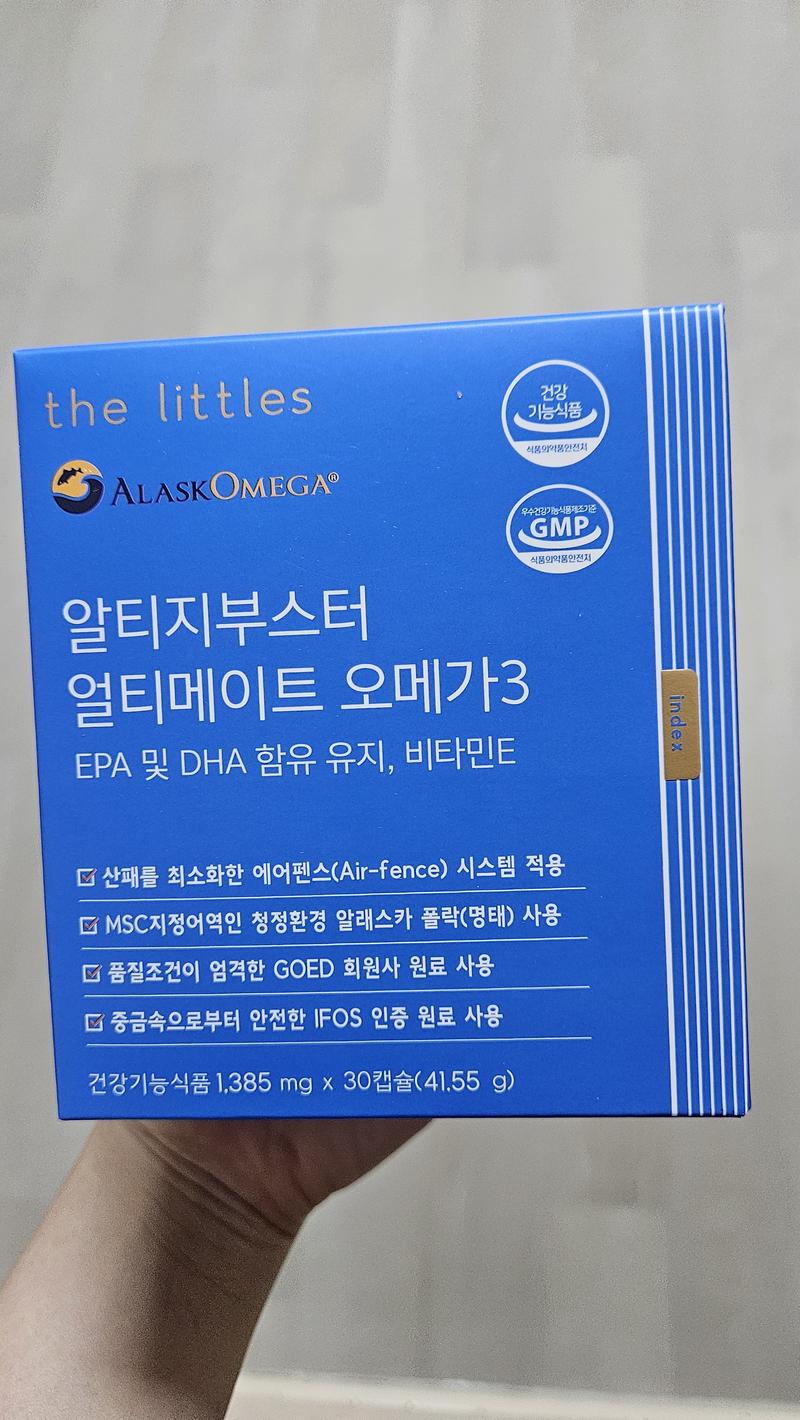 the littles
ALASKOMEGA®
건강
기능식품
식품의약품안전처
우수건강기능식품제조기준
GMP
식품의약품안전처
알티지부스터
얼티메이트 오메가3
EPA 및 DHA 함유 유지, 비타민E
index
산패를 최소화한 에어펜스(Air-fence) 시스템 적용
MSC지정어역인 청정환경 알래스카 폴락(명태) 사용
품질조건이 엄격한 GOED 회원사 원료 사용
중금속으로부터 안전한 IFOS 인증 원료 사용
건강기능식품 1,385 mg x 30캡슐(41.55 g)